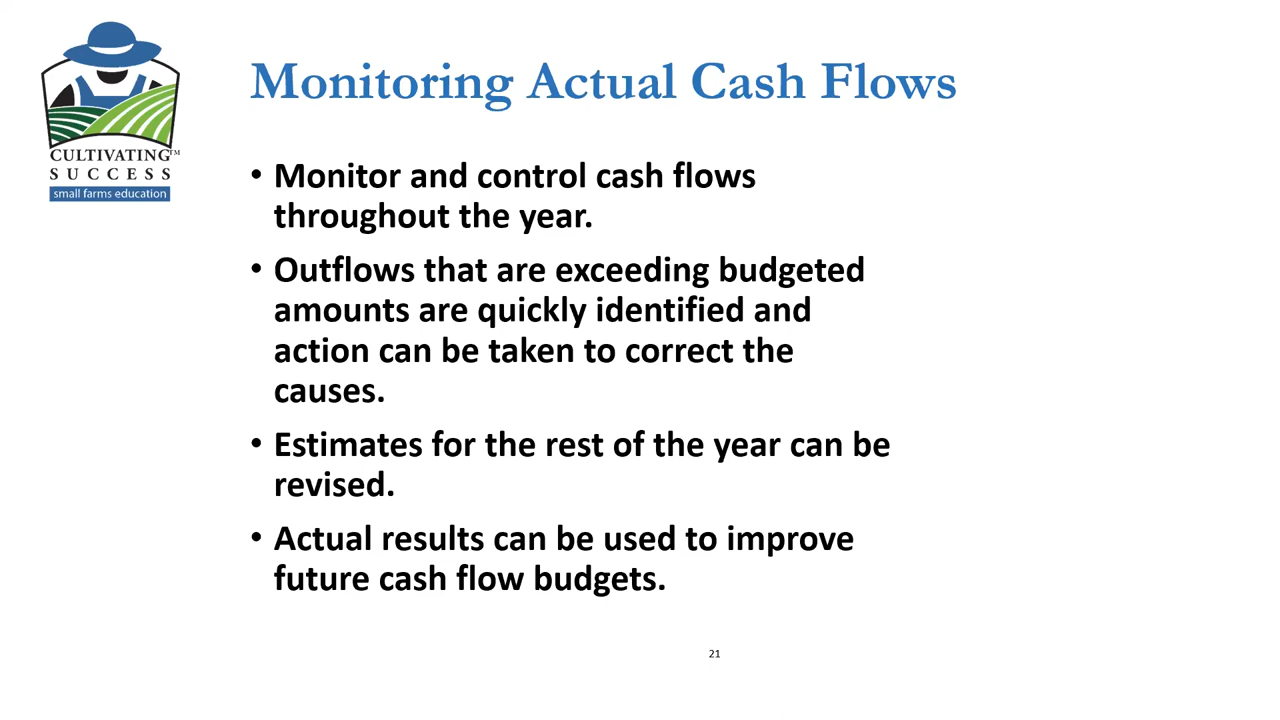 CULTIVATING™
SUCCESS
small farms education
Monitoring Actual Cash Flows
• Monitor and control cash flows
throughout the year.
• Outflows that are exceeding budgeted
amounts are quickly identified and
action can be taken to correct the
causes.
• Estimates for the rest of the year can be
revised.
• Actual results can be used to improve
future cash flow budgets.
21